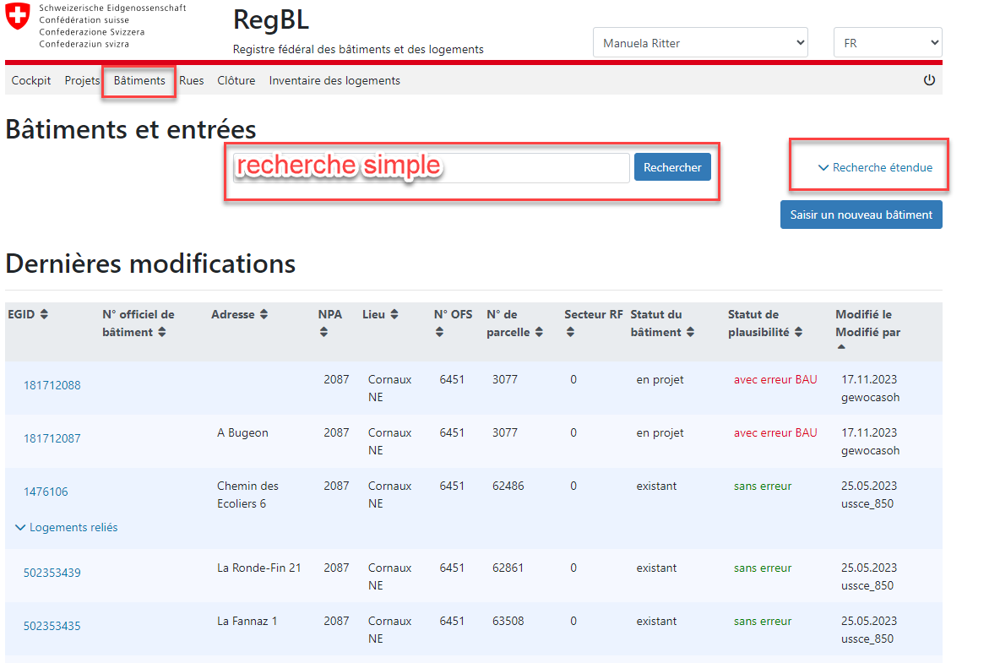 Schweizerische Eidgenossenschaft
Confédération suisse
Confederazione Svizzera
Confederaziun svizra
RegBL
Registre fédéral des bâtiments et des logements
Manuela Ritter
FR
Cockpit Projets Bâtiments Rues Clôture Inventaire des logements
Bâtiments et entrées
recherche simple Rechercher
Recherche étendue
Saisir un nouveau bâtiment
Dernières modifications
EGID N° officiel de bâtiment Adresse NPA Lieu N° OFS N° de parcelle Secteur RF Statut du bâtiment Statut de plausibilité Modifié le Modifié par
181712088 2087 Cornaux NE 6451 3077 0 en projet avec erreur BAU 17.11.2023 gewocasoh
181712087 A Bugeon 2087 Cornaux NE 6451 3077 0 en projet avec erreur BAU 17.11.2023 gewocasoh
1476106 Chemin des Ecoliers 6 2087 Cornaux NE 6451 62486 0 existant sans erreur 25.05.2023 ussce_850
Logements reliés
502353439 La Ronde-Fin 21 2087 Cornaux NE 6451 62861 0 existant sans erreur 25.05.2023 ussce_850
502353435 La Fannaz 1 2087 Cornaux NE 6451 63508 0 existant sans erreur 25.05.2023 ussce_850